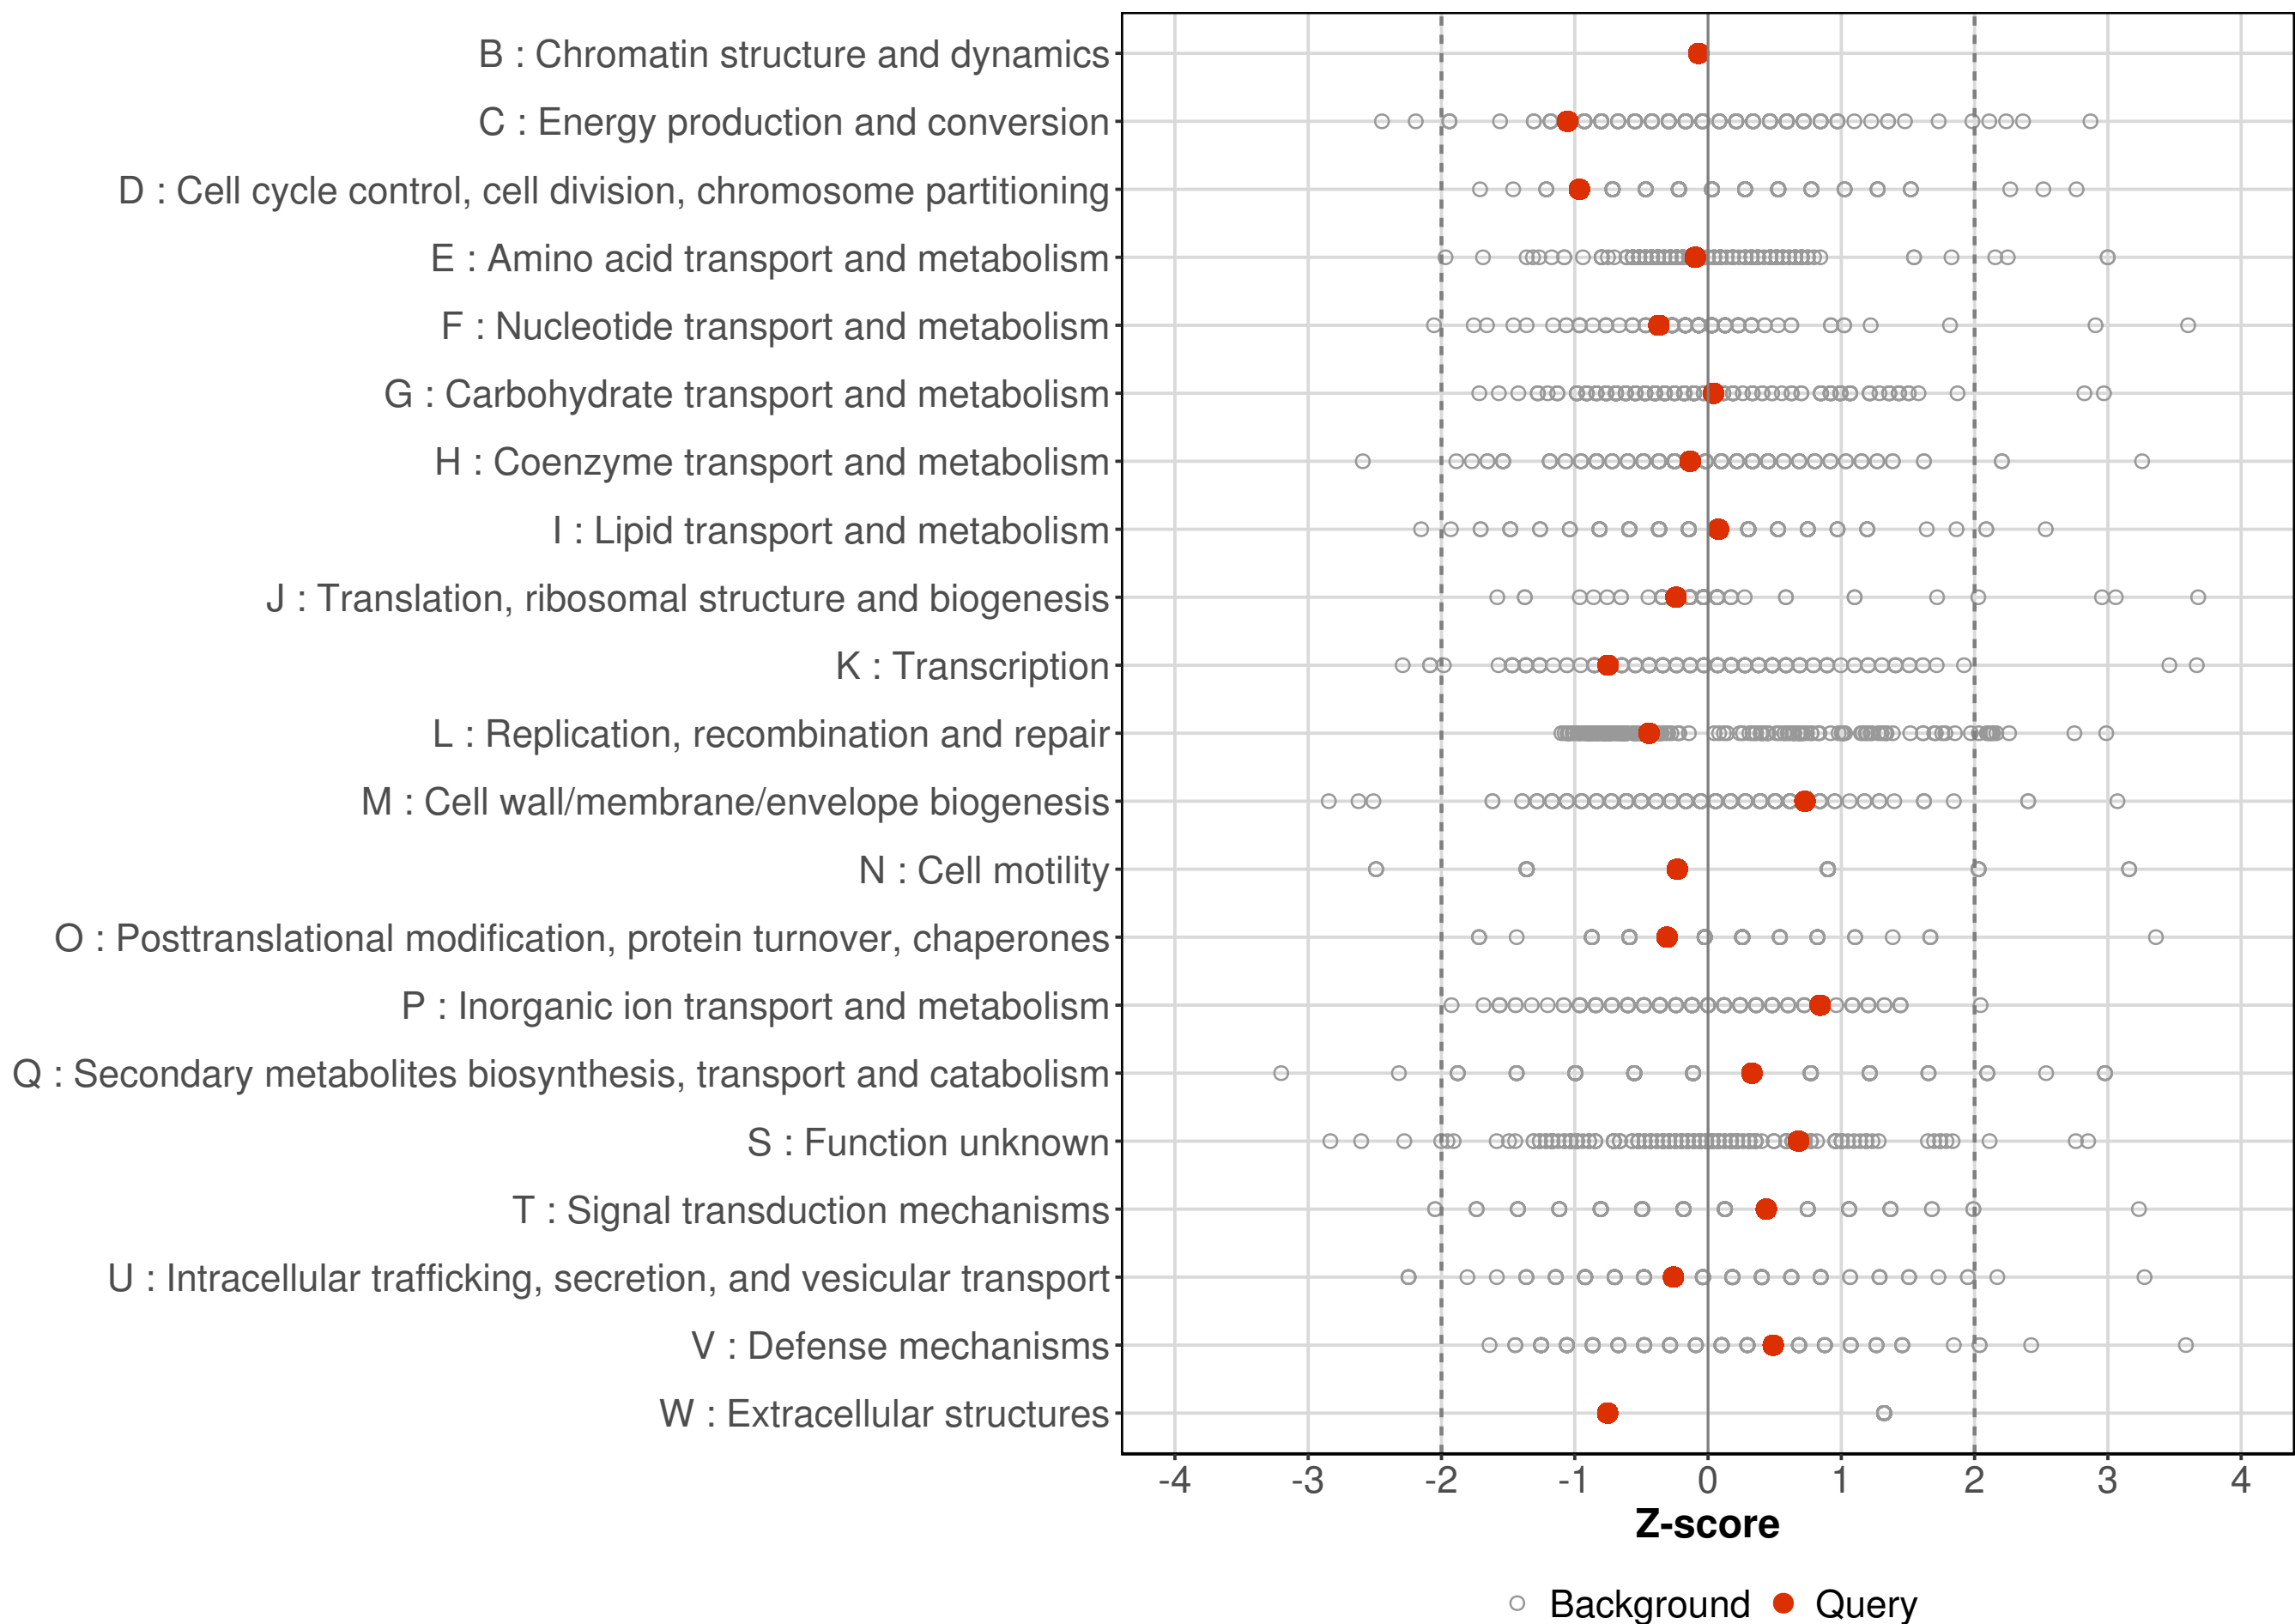 B : Chromatin structure and dynamics
C : Energy production and conversion
D : Cell cycle control, cell division, chromosome partitioning
E : Amino acid transport and metabolism
F : Nucleotide transport and metabolism
G : Carbohydrate transport and metabolism
H : Coenzyme transport and metabolism
I : Lipid transport and metabolism
J : Translation, ribosomal structure and biogenesis
K : Transcription
L : Replication, recombination and repair
M : Cell wall/membrane/envelope biogenesis
N : Cell motility
O : Posttranslational modification, protein turnover, chaperones
P : Inorganic ion transport and metabolism
Q : Secondary metabolites biosynthesis, transport and catabolism
S : Function unknown
T : Signal transduction mechanisms
U : Intracellular trafficking, secretion, and vesicular transport
V : Defense mechanisms
W : Extracellular structures
-4 -3 -2 -1 0 1 2 3 4
Z-score
Background Query